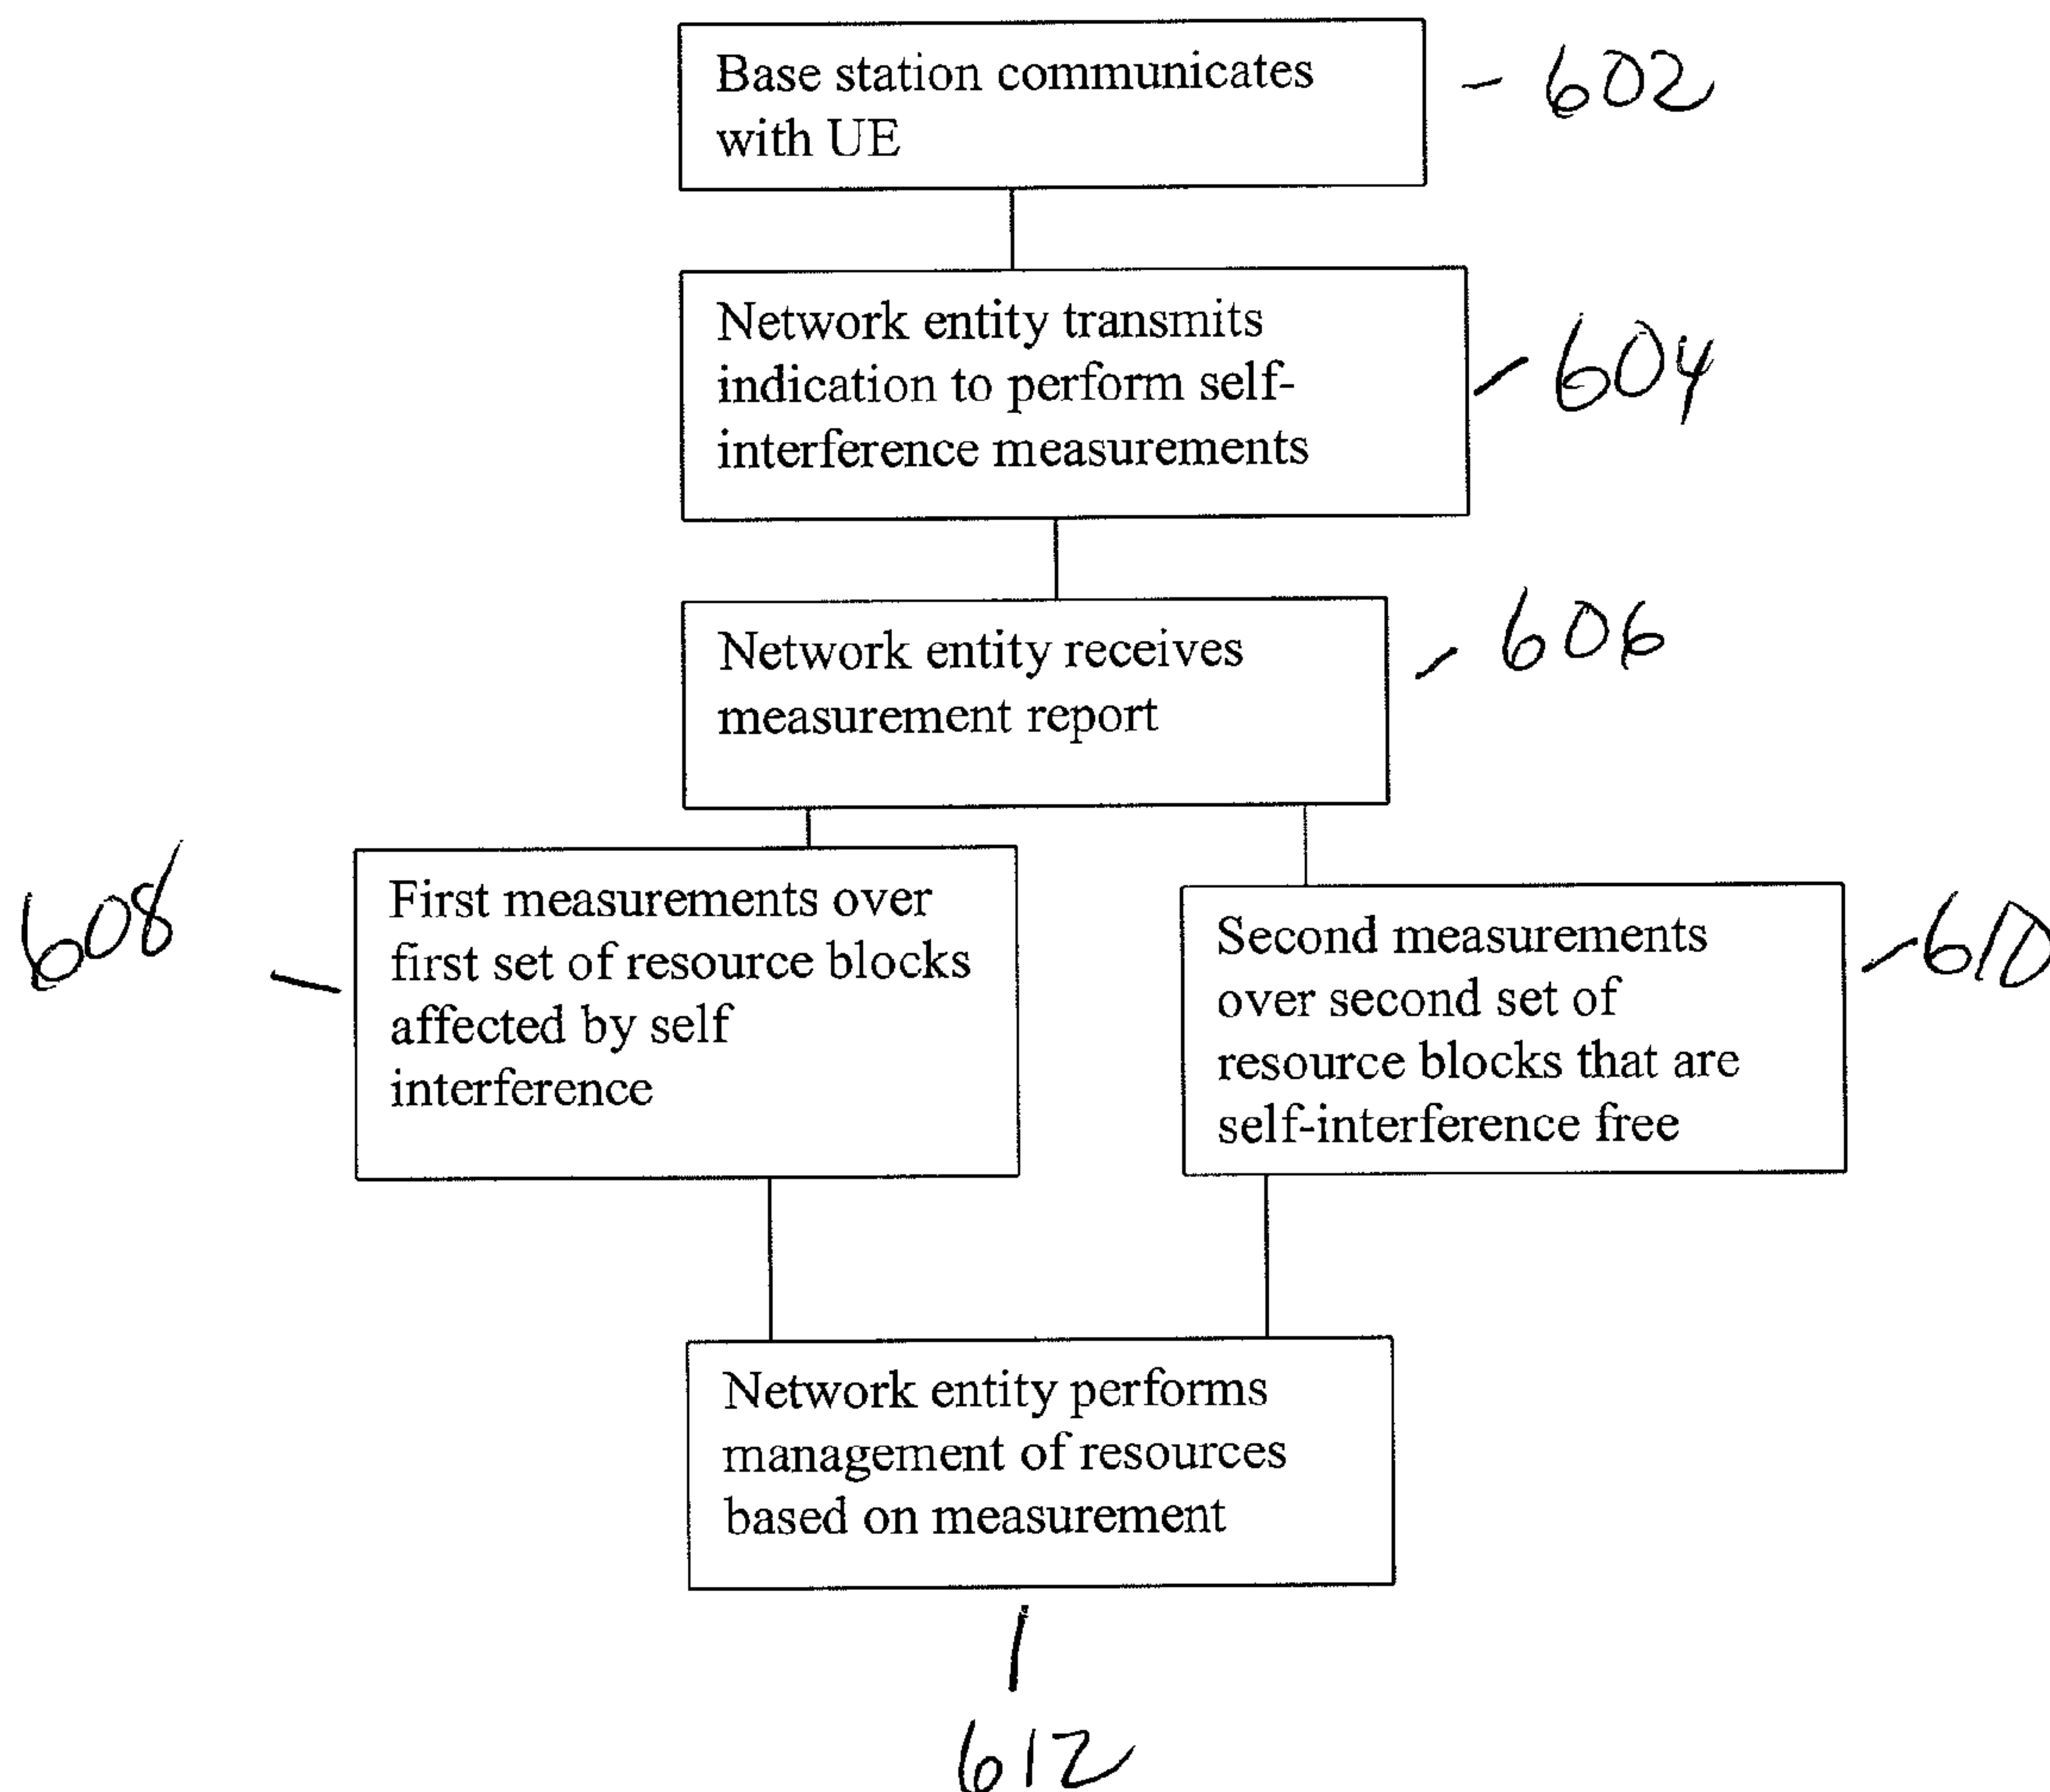 Base station communicates
with UE
602
Network entity transmits
indication to perform self-
interference measurements
604
Network entity receives
measurement report
606
608
First measurements over
first set of resource blocks
affected by self
interference
Second measurements
over second set of
resource blocks that are
self-interference free
610
Network entity performs
management of resources
based on measurement
612